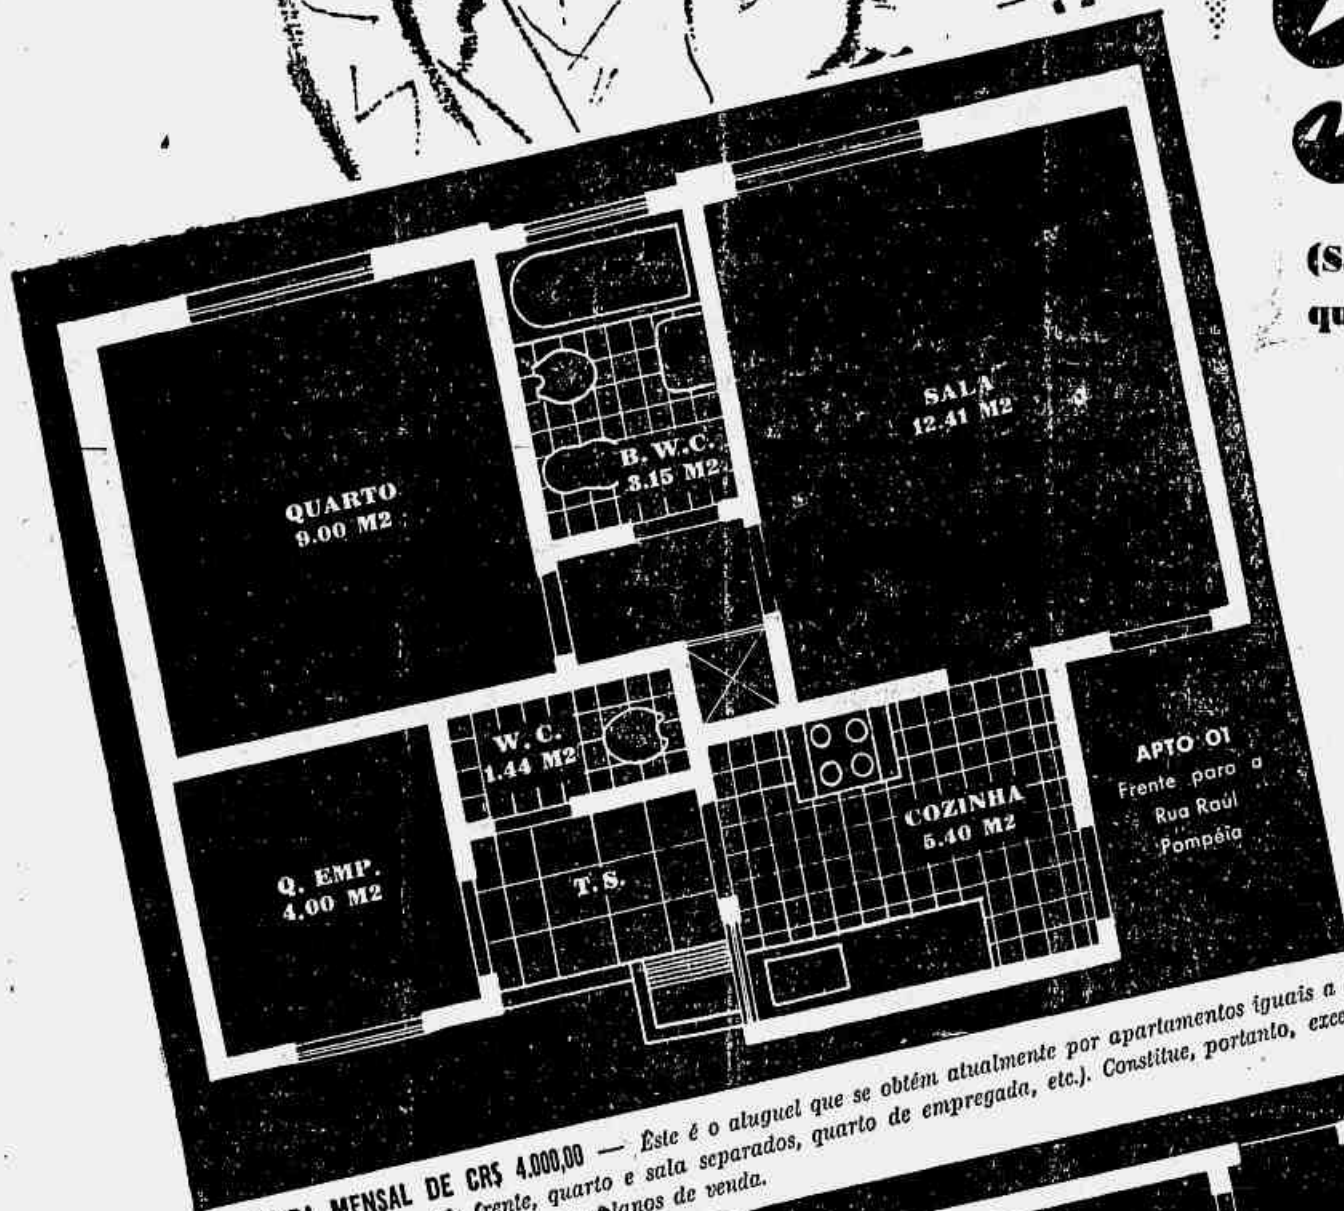 (S
qu
SALA
12.41 M2
B. W.C.
3.15 M2
QUARTO
9.00 M2
W. C.
1.44 M2
APTO 01
Frente para a
Rua Raúl
Pompéia
COZINHA
5.40 M2
Q. EMP.
4.00 M2
T. S.
MENSAL DE CR$ 4.000,00 — Êste é o aluguel que se obtém atualmente por apartamentos iguais a
frente, quarto e sala separados, quarto de empregada, etc.). Constitue, portanto, exce
planos de venda.